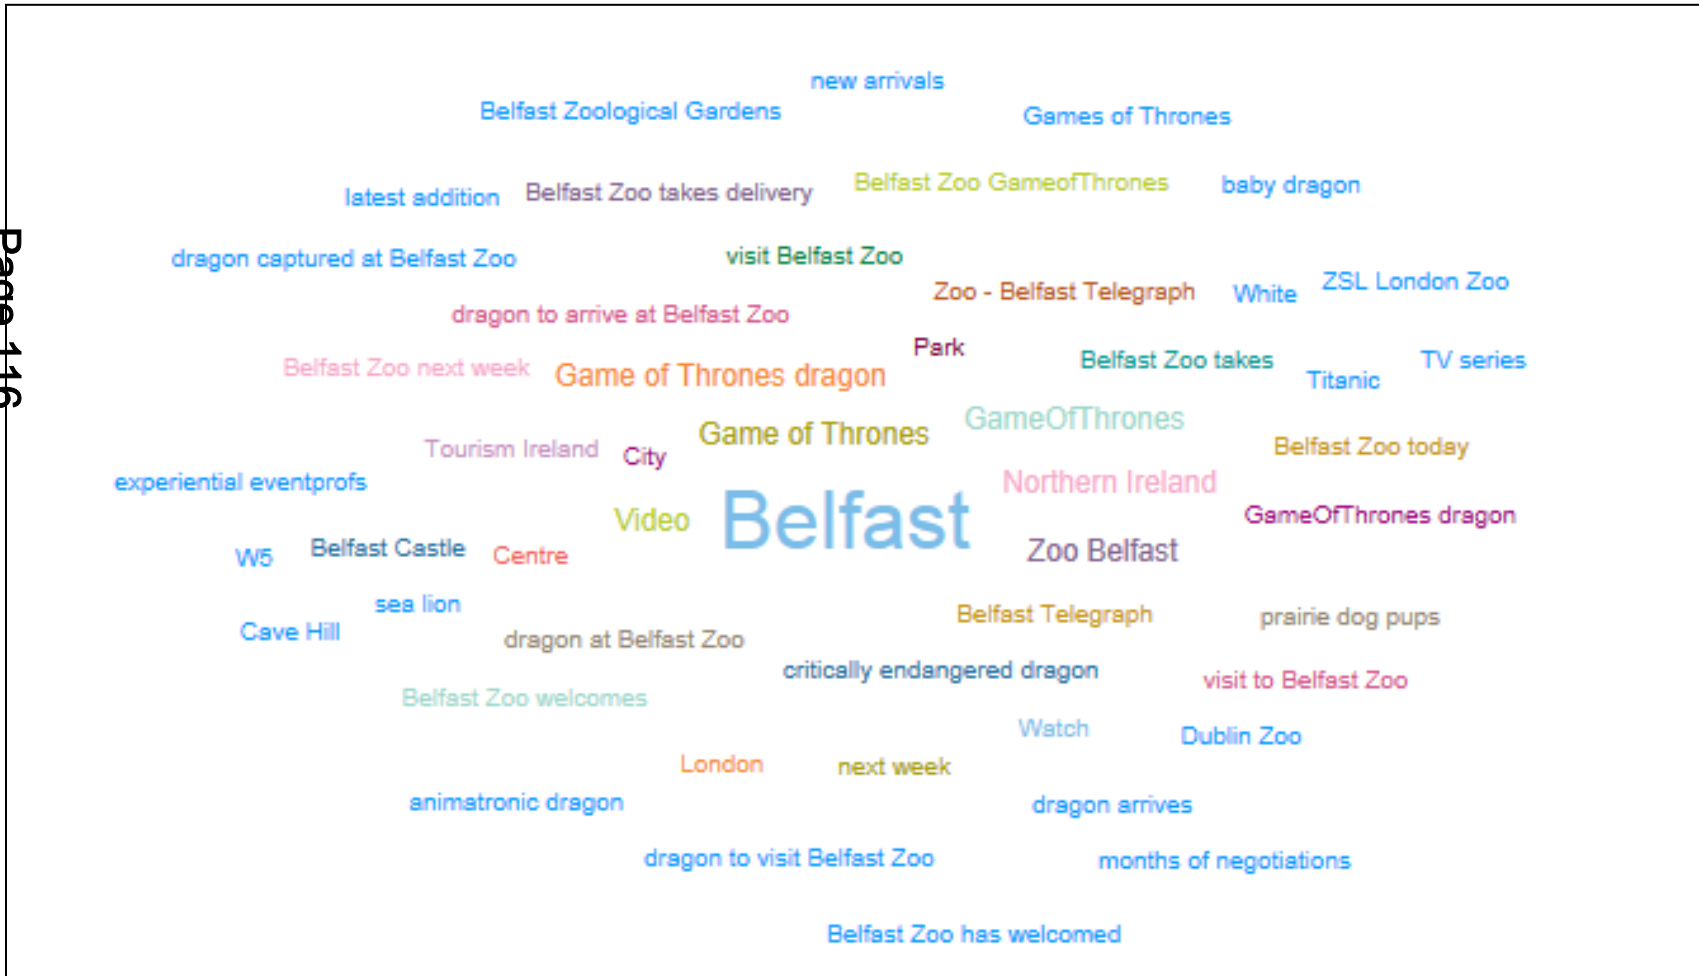 new arrivals
Belfast Zoological Gardens
Games of Thrones
latest addition
Belfast Zoo takes delivery
Belfast Zoo GameofThrones
baby dragon
dragon captured at Belfast Zoo
visit Belfast Zoo
Zoo - Belfast Telegraph
White
ZSL London Zoo
dragon to arrive at Belfast Zoo
Park
Belfast Zoo next week
Game of Thrones dragon
Belfast Zoo takes
Titanic
TV series
Game of Thrones
GameOfThrones
Tourism Ireland
City
Belfast Zoo today
experiential eventprofs
Northern Ireland
Video
Belfast
GameOfThrones dragon
W5
Belfast Castle
Centre
Zoo Belfast
sea lion
Cave Hill
Belfast Telegraph
prairie dog pups
dragon at Belfast Zoo
critically endangered dragon
visit to Belfast Zoo
Belfast Zoo welcomes
Watch
Dublin Zoo
London
next week
animatronic dragon
dragon arrives
dragon to visit Belfast Zoo
months of negotiations
Belfast Zoo has welcomed
Page 116